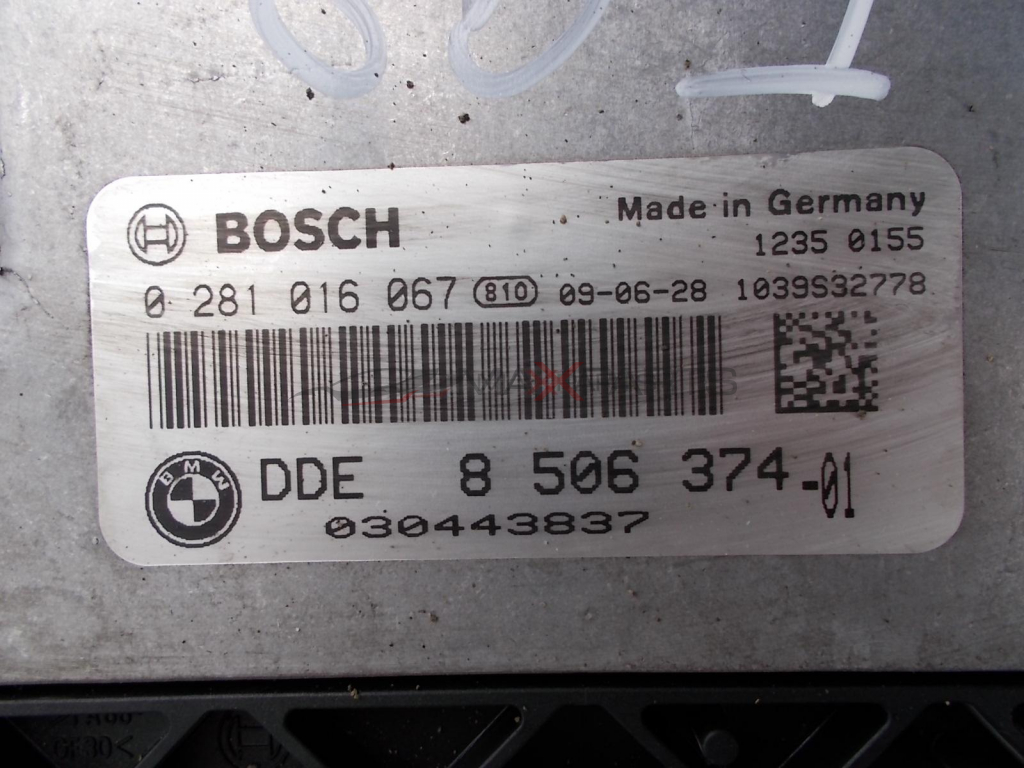 BOSCH
Made in Germany
1235 0155
0 281 016 067 810 09-06-28 1039S32778
BMW
DDE 8 506 374-01
030443837